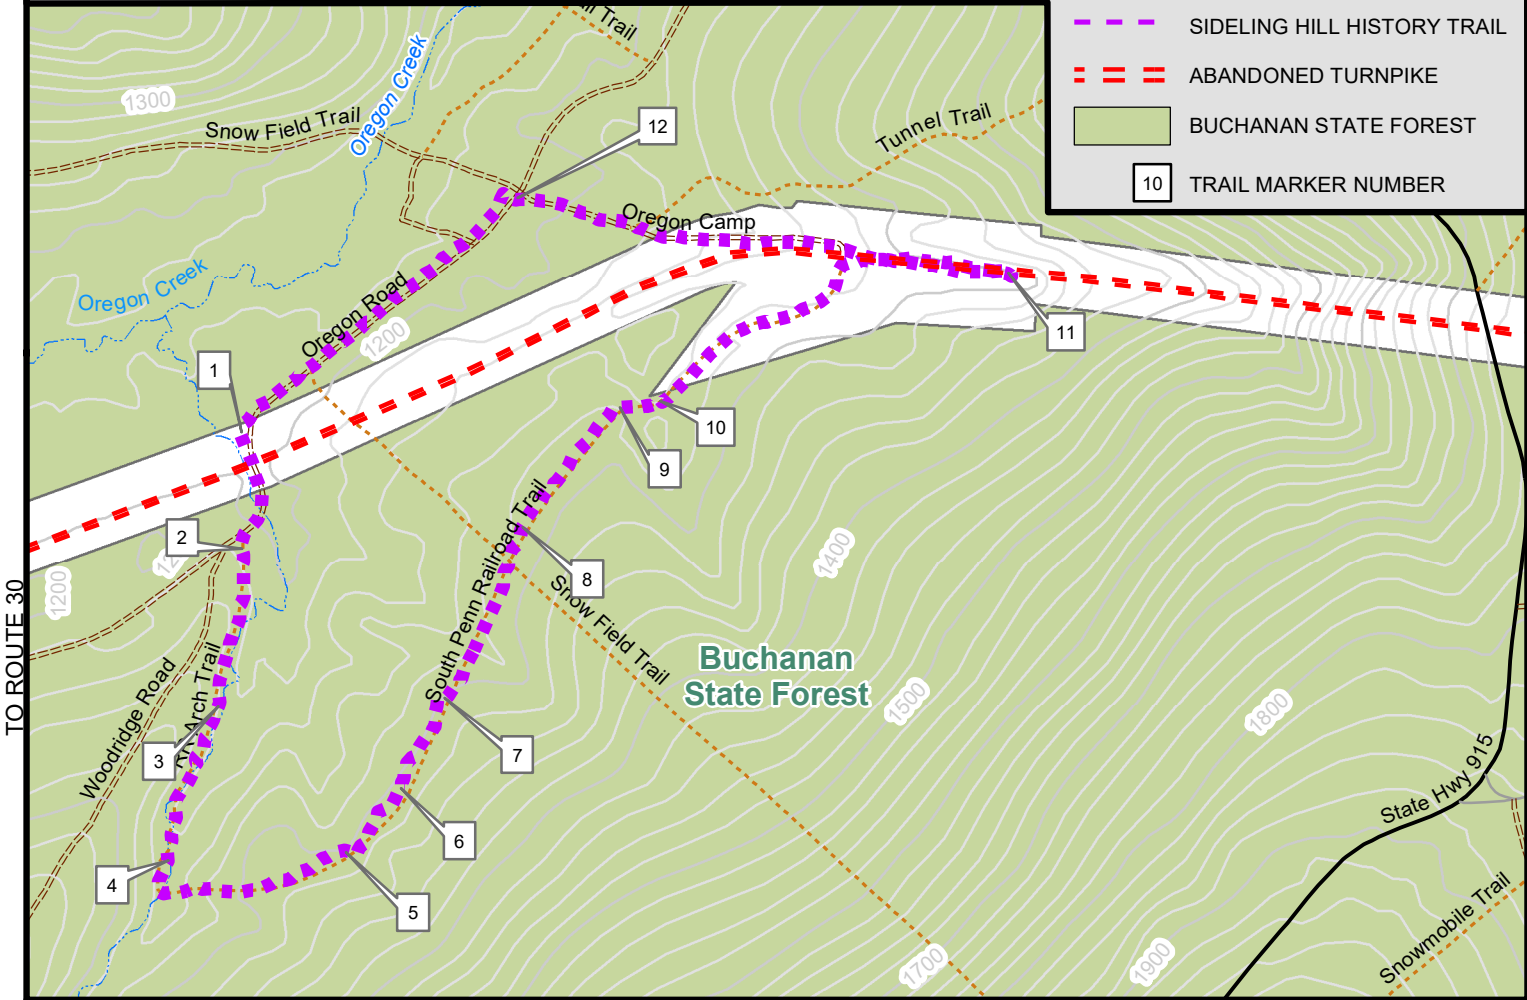 SIDELING HILL HISTORY TRAIL
ABANDONED TURNPIKE
BUCHANAN STATE FOREST
10 TRAIL MARKER NUMBER
Trail
Oregon Creek
1300
Snow Field Trail
12
Tunnel Trail
Oregon Camp
Oregon Creek
Oregon Road
1200
11
1
10
9
2
1200
8
1400
South Penn Railroad Trail
Snow Field Trail
TO ROUTE 30
Buchanan
State Forest
Woodridge Road
Arch Trail
1500
1800
3
7
State Hwy 915
6
4
5
1700
1900
Snowmobile Trail